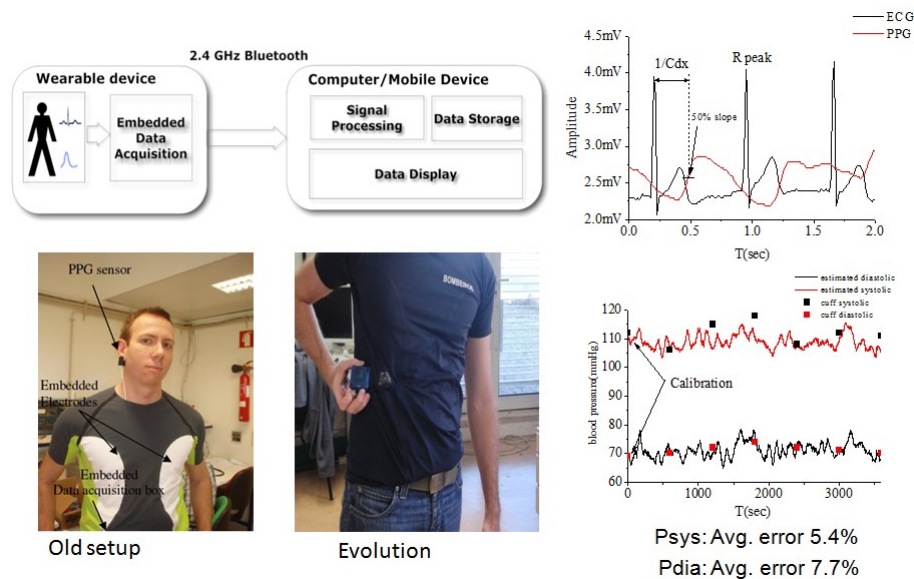 2.4 GHz Bluetooth
Wearable device
Embedded
Data
Acquisition
Computer/Mobile Device
Signal
Processing
Data Storage
Data Display
ECG
PPG
4.5mV
4.0mV
3.5mV
3.0mV
2.5mV
2.0mV
Amplitude
1/Cdx
R peak
50% slope
0.0
0.5
1.0
1.5
2.0
T(sec)
PPG sensor
Embedded
Electrodes
Embedded
Data acquisition box
Old setup
BOMBEIR
Evolution
estimated diastolic
estimated systolic
cuff systolic
cuff diastolic
120
110
100
90
80
70
60
blood pressure(mmHg)
Calibration
0
1000
2000
3000
T(sec)
Psys: Avg. error 5.4%
Pdia: Avg. error 7.7%